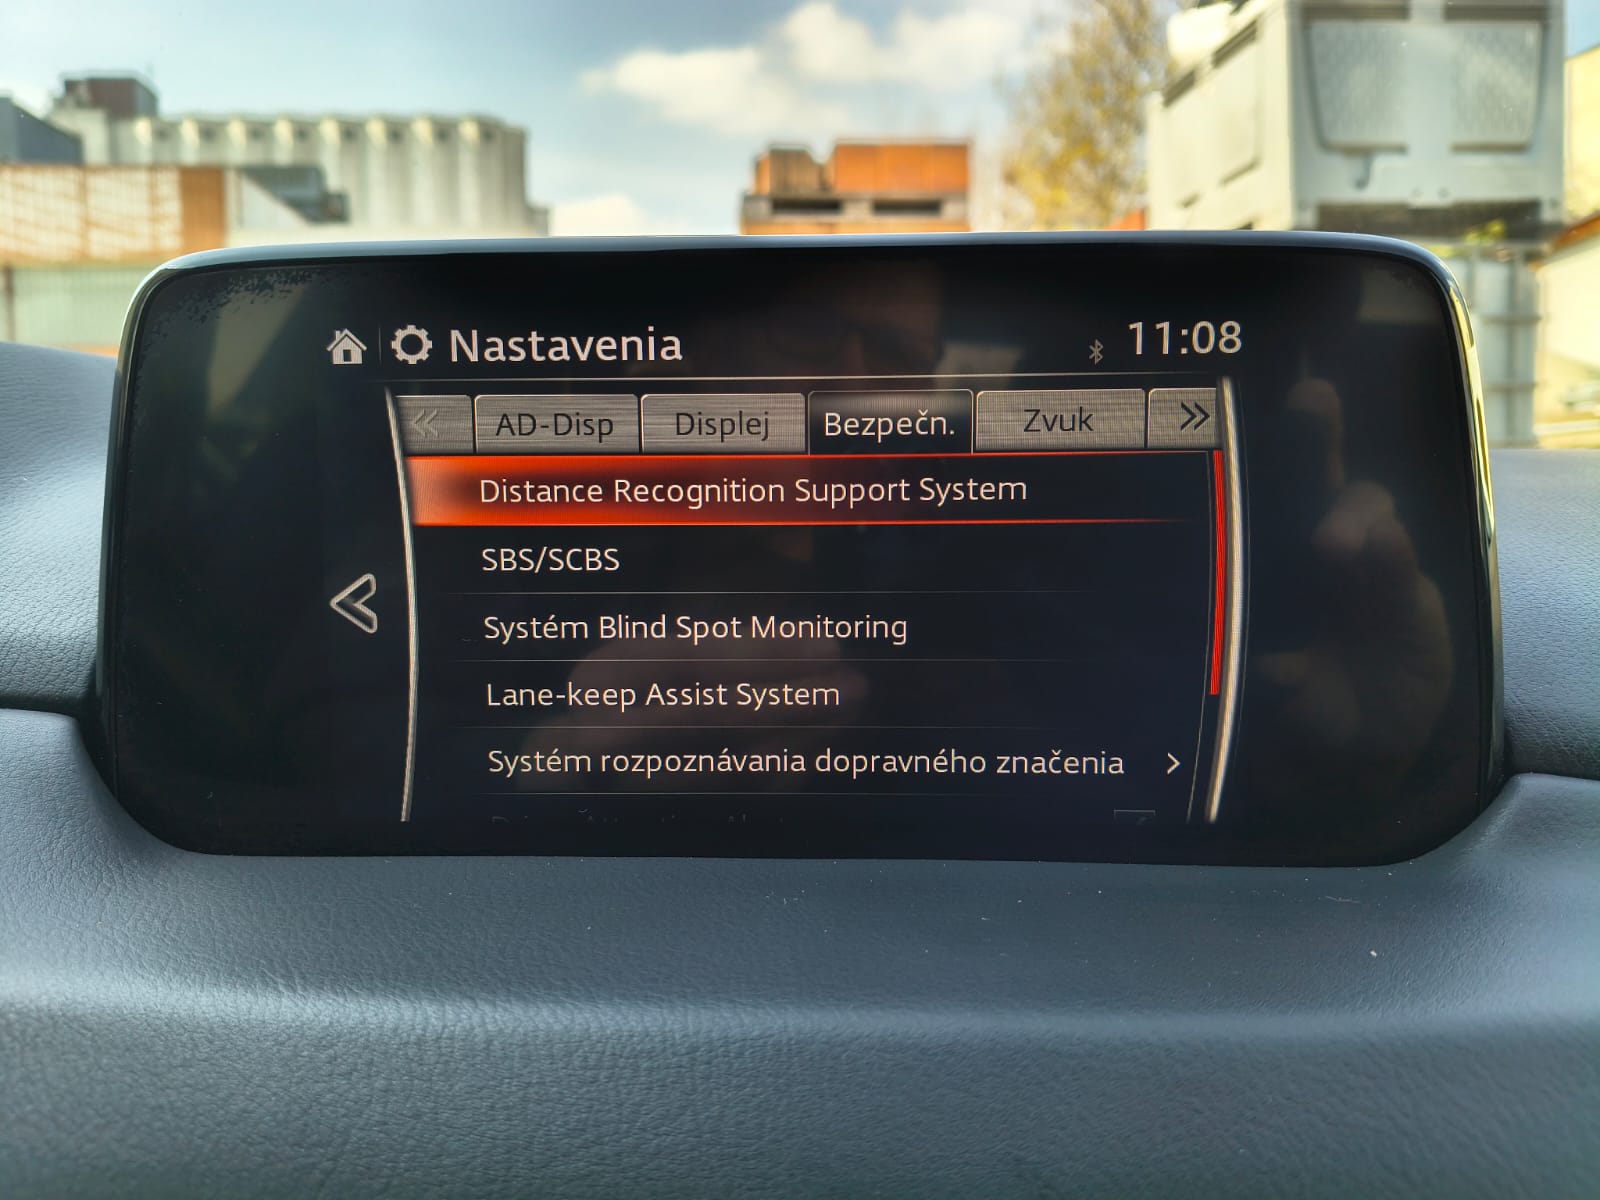 Nastavenia 11:08
AD-Disp Displej Bezpečn. Zvuk
Distance Recognition Support System
SBS/SCBS
Systém Blind Spot Monitoring
Lane-keep Assist System
Systém rozpoznávania dopravného značenia